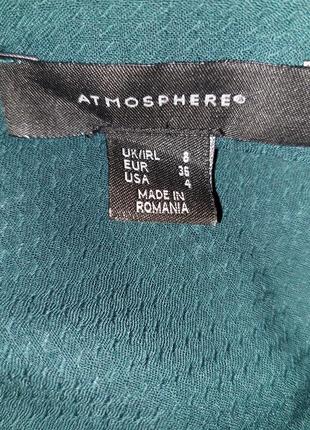 ATMOSPHERE®
UK/IRL 8
EUR 36
USA 4
MADE IN
ROMANIA